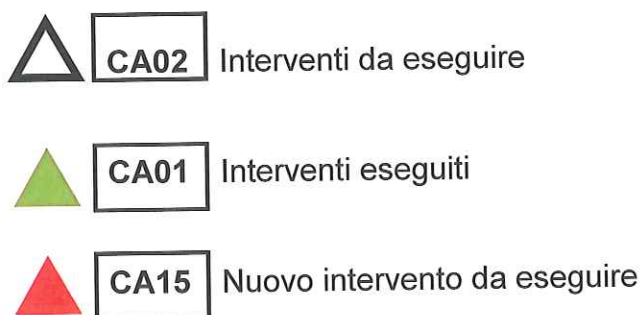 CA02 Interventi da eseguire
CA01 Interventi eseguiti
CA15 Nuovo intervento da eseguire